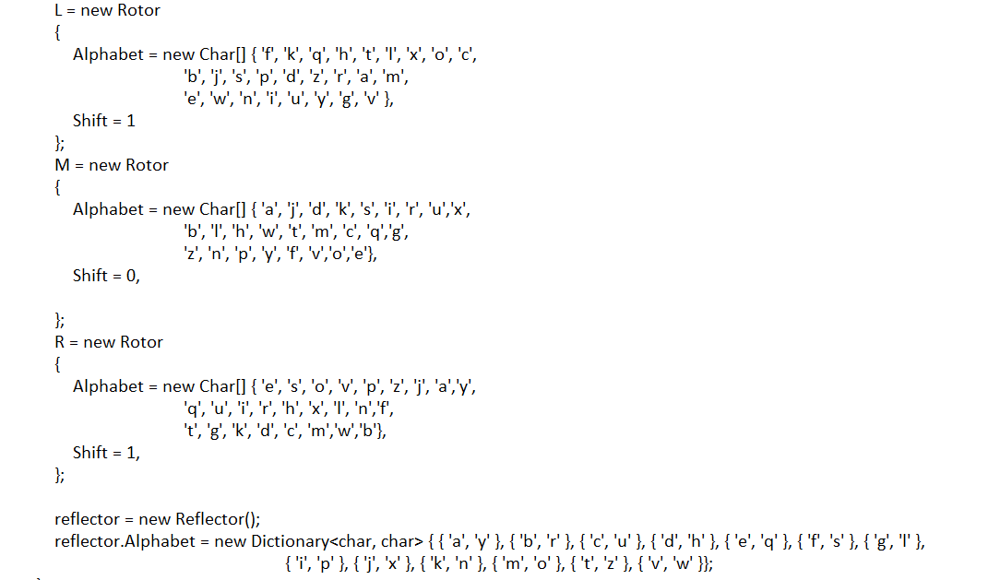 L = new Rotor
{
Alphabet = new Char[] { 'f', 'k', 'q', 'h', 't', 'l', 'x', 'o', 'c',
'b', 'j', 's', 'p', 'd', 'z', 'r', 'a', 'm',
'e', 'w', 'n', 'i', 'u', 'y', 'g', 'v' },
Shift = 1
};
M = new Rotor
{
Alphabet = new Char[] { 'a', 'j', 'd', 'k', 's', 'i', 'r', 'u','x',
'b', 'l', 'h', 'w', 't', 'm', 'c', 'q','g',
'z', 'n', 'p', 'y', 'f', 'v','o','e'},
Shift = 0,
};
R = new Rotor
{
Alphabet = new Char[] { 'e', 's', 'o', 'v', 'p', 'z', 'j', 'a','y',
'q', 'u', 'i', 'r', 'h', 'x', 'l', 'n','f',
't', 'g', 'k', 'd', 'c', 'm','w','b'},
Shift = 1,
};
reflector = new Reflector();
reflector.Alphabet = new Dictionary<char, char> { { 'a', 'y' }, { 'b', 'r' }, { 'c', 'u' }, { 'd', 'h' }, { 'e', 'q' }, { 'f', 's' }, { 'g', 'l' },
{ 'i', 'p' }, { 'j', 'x' }, { 'k', 'n' }, { 'm', 'o' }, { 't', 'z' }, { 'v', 'w' }};